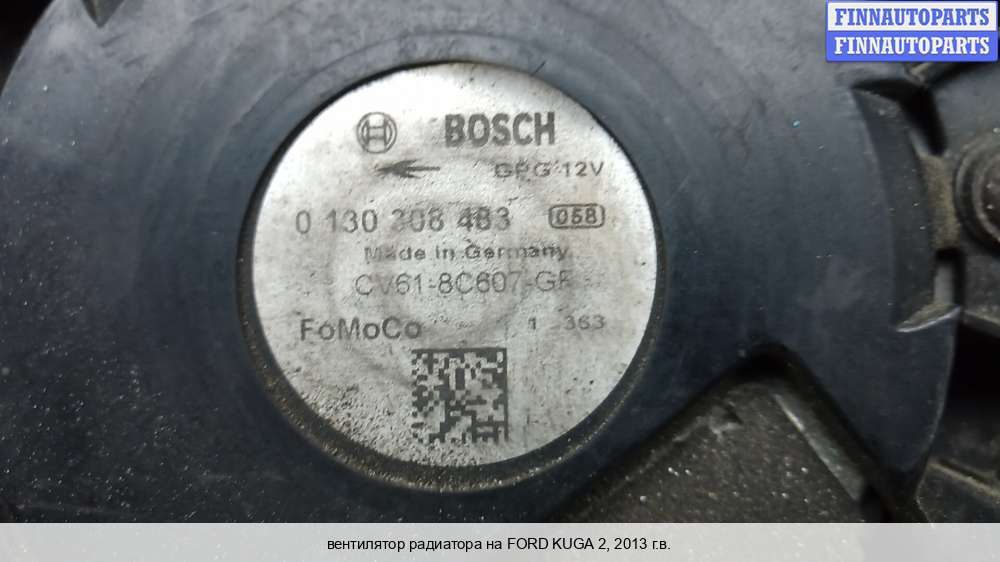 FINNAUTOPARTS
FINNAUTOPARTS
BOSCH
GPG 12V
0 130 308 483 058
Made in Germany
CV61-8C607-GF
FoMoCo 1 363
вентилятор радиатора на FORD KUGA 2, 2013 г.в.